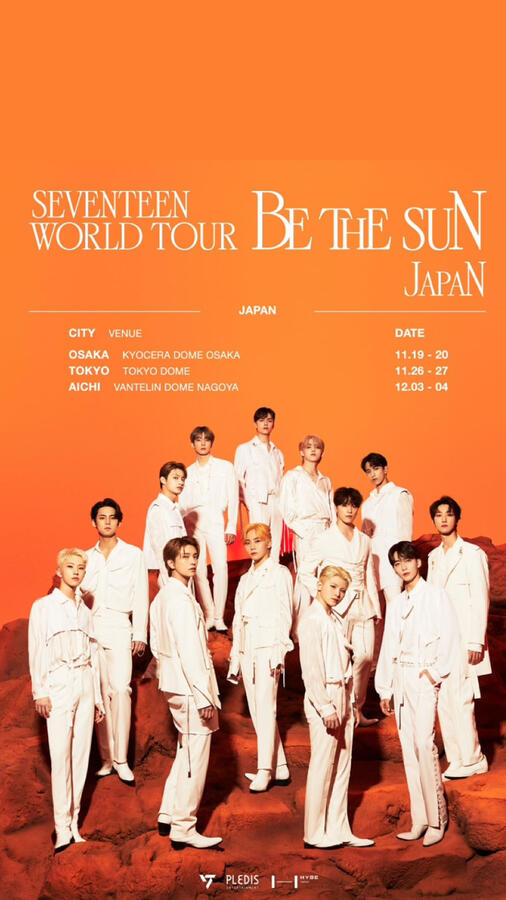 SEVENTEEN
WORLD TOUR BE THE SUN
JAPAN
JAPAN
CITY VENUE DATE
OSAKA KYOCERA DOME OSAKA 11.19 - 20
TOKYO TOKYO DOME 11.26 - 27
AICHI VANTELIN DOME NAGOYA 12.03 - 04
PLEDIS
ENTERTAINMENT
HYBE